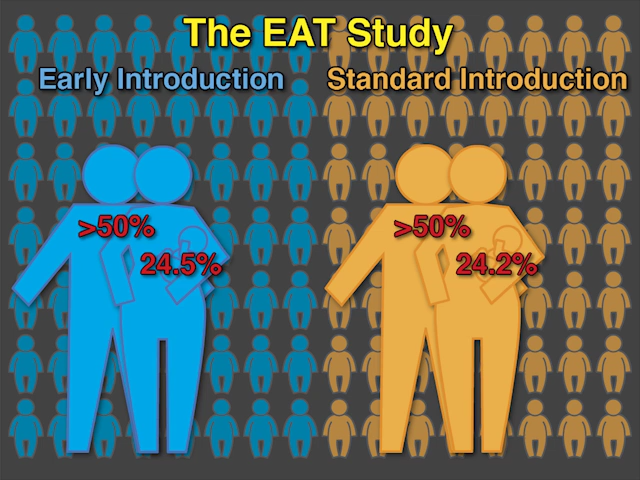 The EAT Study
Early Introduction
Standard Introduction
>50%
24.5%
>50%
24.2%